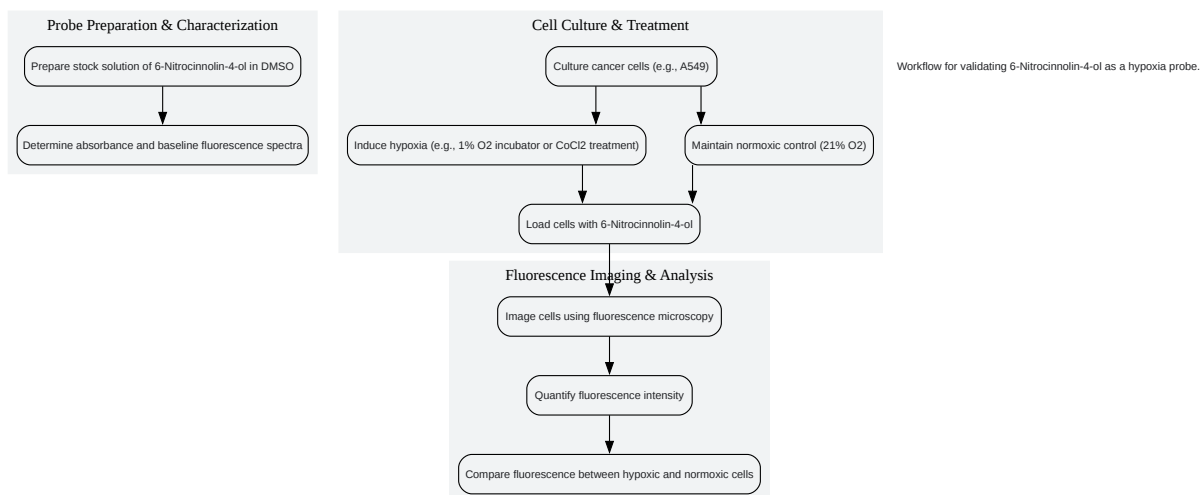 Probe Preparation & Characterization
Prepare stock solution of 6-Nitrocinnolin-4-ol in DMSO
Determine absorbance and baseline fluorescence spectra
Cell Culture & Treatment
Culture cancer cells (e.g., A549)
Induce hypoxia (e.g., 1% O2 incubator or CoCl2 treatment)
Maintain normoxic control (21% O2)
Load cells with 6-Nitrocinnolin-4-ol
Fluorescence Imaging & Analysis
Image cells using fluorescence microscopy
Quantify fluorescence intensity
Compare fluorescence between hypoxic and normoxic cells
Workflow for validating 6-Nitrocinnolin-4-ol as a hypoxia probe.